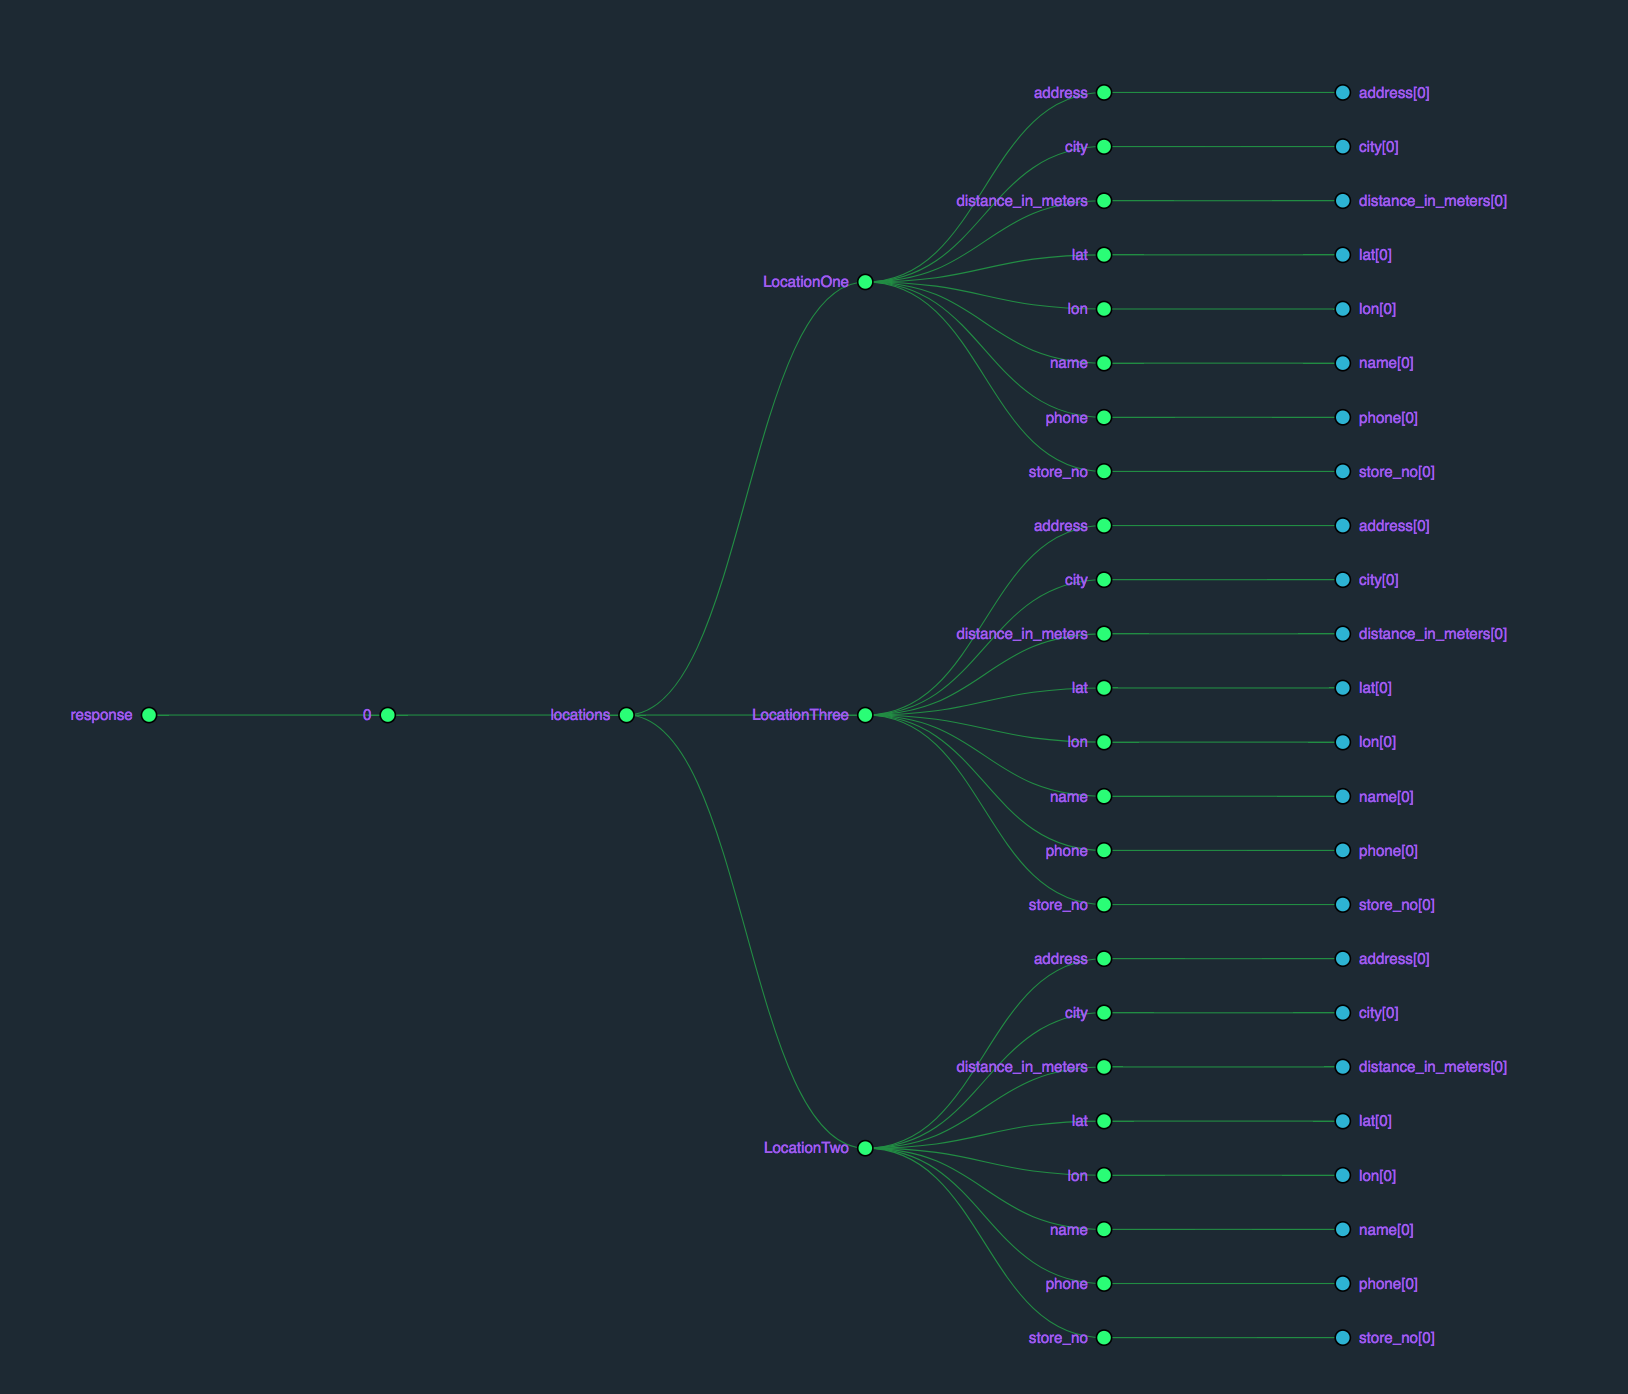 address address[0]
city city[0]
distance_in_meters distance_in_meters[0]
lat lat[0]
LocationOne
lon lon[0]
name name[0]
phone phone[0]
store_no store_no[0]
address address[0]
city city[0]
distance_in_meters distance_in_meters[0]
lat lat[0]
response 0 locations LocationThree
lon lon[0]
name name[0]
phone phone[0]
store_no store_no[0]
address address[0]
city city[0]
distance_in_meters distance_in_meters[0]
lat lat[0]
LocationTwo
lon lon[0]
name name[0]
phone phone[0]
store_no store_no[0]